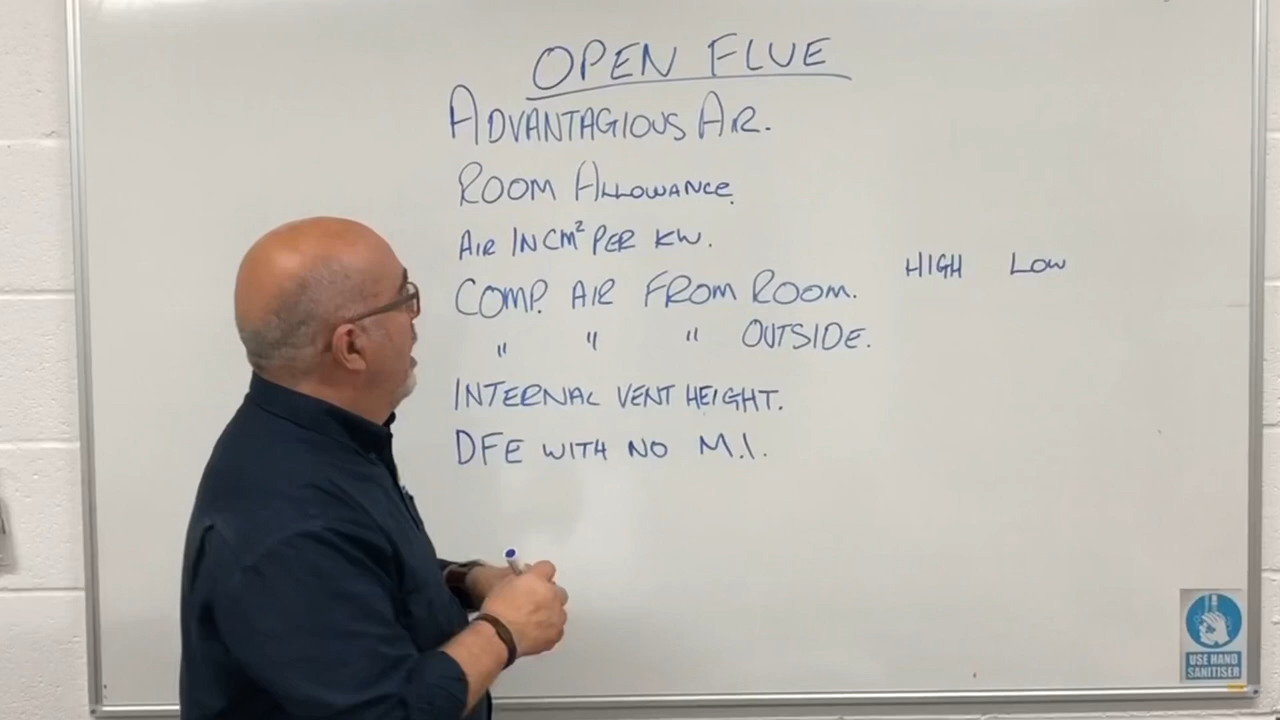 OPEN FLUE
ADVANTAGIOUS AIR.
ROOM ALLOWANCE.
AIR IN CM² PER KW.
HIGH LOW
COMP. AIR FROM ROOM.
" " " OUTSIDE.
INTERNAL VENT HEIGHT.
DFE WITH NO M.I.
USE HAND
SANITISER